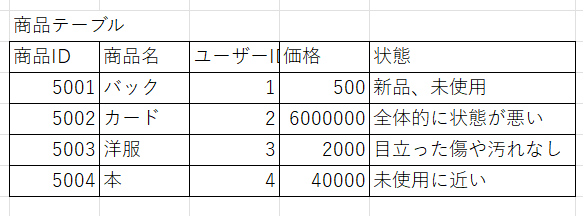 商品テーブル
商品ID 商品名 ユーザーID 価格 状態
5001 バック 1 500 新品、未使用
5002 カード 2 6000000 全体的に状態が悪い
5003 洋服 3 2000 目立った傷や汚れなし
5004 本 4 40000 未使用に近い